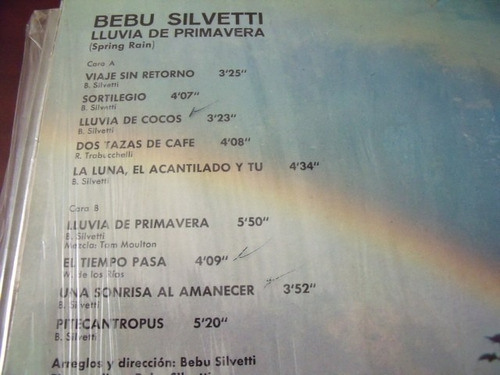 BEBU SILVETTI
LLUVIA DE PRIMAVERA
(Spring Rain)
Cara A
VIAJE SIN RETORNO 3'25"
B. Silvetti
SORTILEGIO 4'07"
B. Silvetti
LLUVIA DE COCOS 3'23"
B. Silvetti
DOS TAZAS DE CAFE 4'08"
R. Trabucchelli
LA LUNA, EL ACANTILADO Y TU 4'34"
B. Silvetti
Cara B
LLUVIA DE PRIMAVERA 5'50"
B. Silvetti
Mezcla: Tom Moulton
EL TIEMPO PASA 4'09"
W. de los Ríos
UNA SONRISA AL AMANECER 3'52"
B. Silvetti
PITECANTROPUS 5'20"
B. Silvetti
Arreglos y dirección: Bebu Silvetti